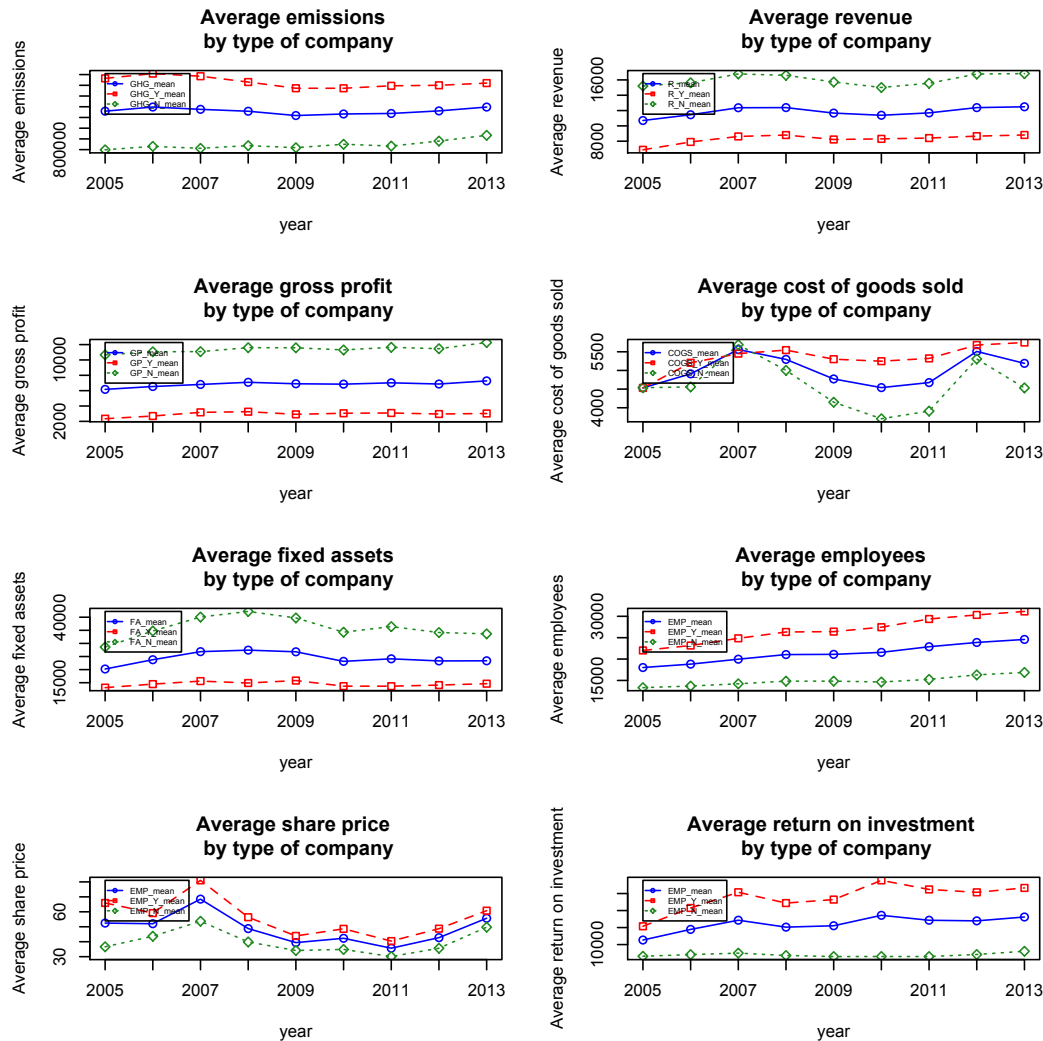 Average emissions
by type of company
Average emissions
800000
GHG_mean
GHG_Y_mean
GHG_N_mean
2005 2007 2009 2011 2013
year
Average revenue
by type of company
Average revenue
8000 16000
R_mean
R_Y_mean
R_N_mean
2005 2007 2009 2011 2013
year
Average gross profit
by type of company
Average gross profit
2000 10000
GP_mean
GP_Y_mean
GP_N_mean
2005 2007 2009 2011 2013
year
Average cost of goods sold
by type of company
Average cost of goods sold
4000 5500
COGS_mean
COGS_Y_mean
COGS_N_mean
2005 2007 2009 2011 2013
year
Average fixed assets
by type of company
Average fixed assets
15000 40000
FA_mean
FA_Y_mean
FA_N_mean
2005 2007 2009 2011 2013
year
Average employees
by type of company
Average employees
15000 30000
EMP_mean
EMP_Y_mean
EMP_N_mean
2005 2007 2009 2011 2013
year
Average share price
by type of company
Average share price
30 60
EMP_mean
EMP_Y_mean
EMP_N_mean
2005 2007 2009 2011 2013
year
Average return on investment
by type of company
Average return on investment
10000
EMP_mean
EMP_Y_mean
EMP_N_mean
2005 2007 2009 2011 2013
year